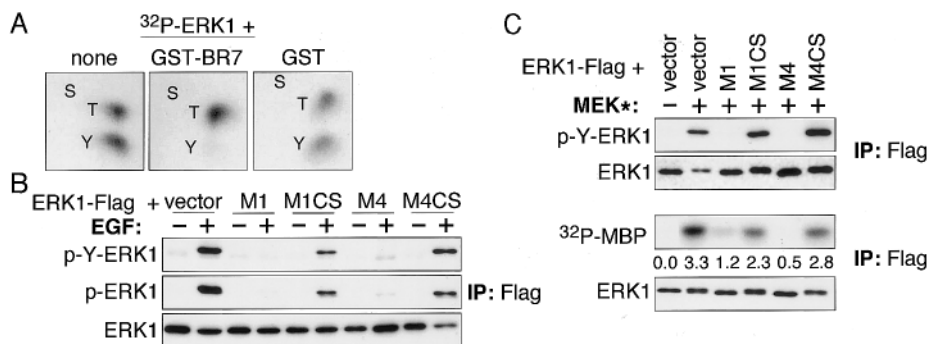 A
³²P-ERK1 +
none GST-BR7 GST
S S S
T T T
Y Y Y
B
ERK1-Flag + vector M1 M1CS M4 M4CS
EGF: − + − + − + − + − +
p-Y-ERK1
p-ERK1
IP: Flag
ERK1
C
ERK1-Flag + vector vector M1 M1CS M4 M4CS
MEK*: − + + + + +
p-Y-ERK1
IP: Flag
ERK1
³²P-MBP
0.0 3.3 1.2 2.3 0.5 2.8
IP: Flag
ERK1